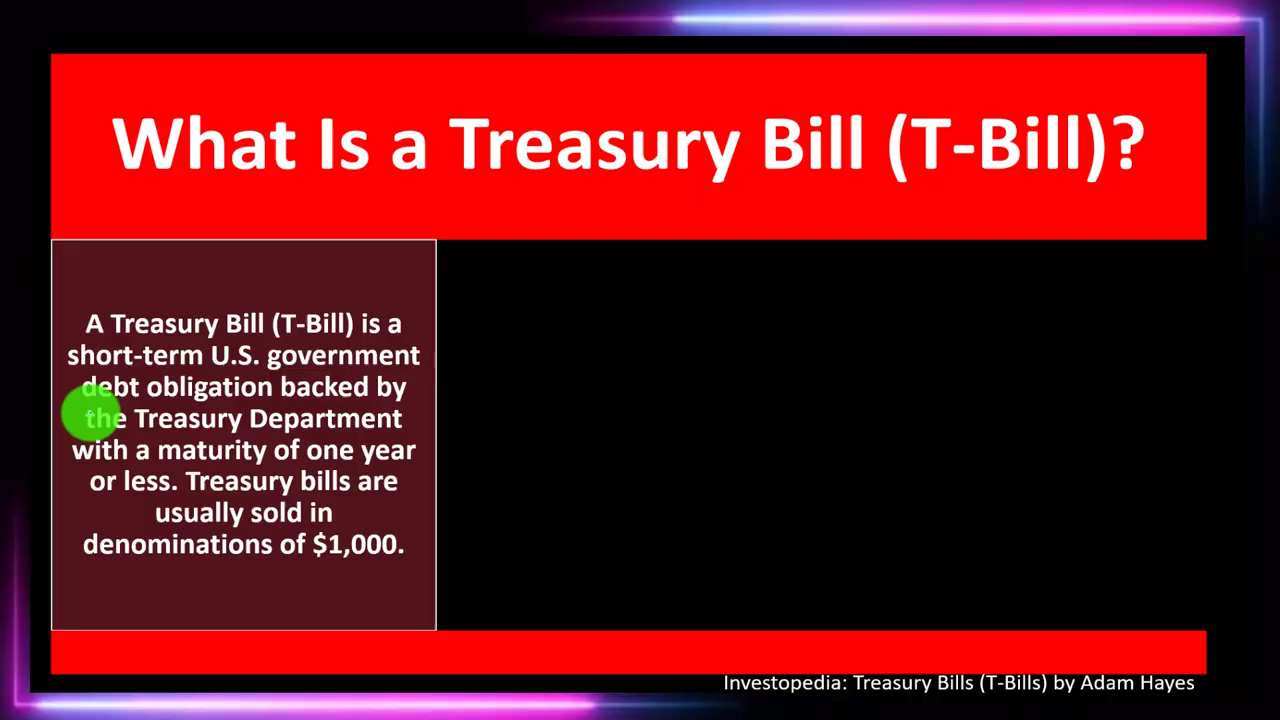 What Is a Treasury Bill (T-Bill)?
A Treasury Bill (T-Bill) is a
short-term U.S. government
debt obligation backed by
the Treasury Department
with a maturity of one year
or less. Treasury bills are
usually sold in
denominations of $1,000.
Investopedia: Treasury Bills (T-Bills) by Adam Hayes